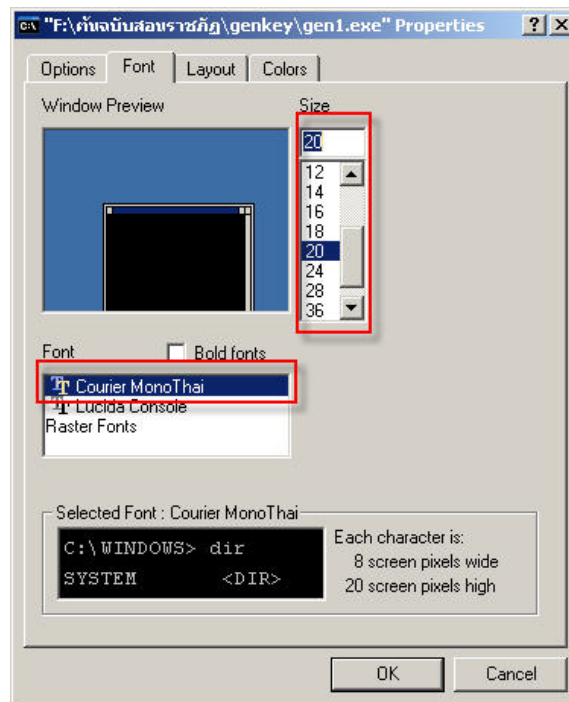 "F:\ต้นฉบับสอนราชภัฏ\genkey\gen1.exe" Properties
Options Font Layout Colors
Window Preview Size
20
12
14
16
18
20
24
28
36
Font Bold fonts
Courier MonoThai
Lucida Console
Raster Fonts
Selected Font : Courier MonoThai
C:\WINDOWS> dir
SYSTEM <DIR>
Each character is:
8 screen pixels wide
20 screen pixels high
OK Cancel